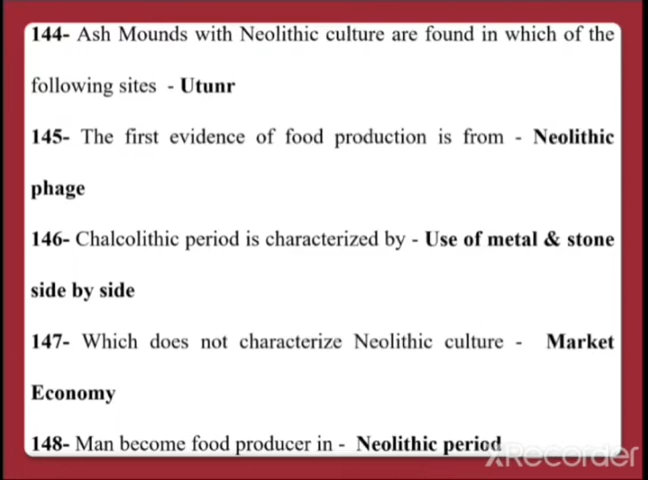 144- Ash Mounds with Neolithic culture are found in which of the
following sites - Utunr
145- The first evidence of food production is from - Neolithic
phage
146- Chalcolithic period is characterized by - Use of metal & stone
side by side
147- Which does not characterize Neolithic culture - Market
Economy
148- Man become food producer in - Neolithic period
XRecorder